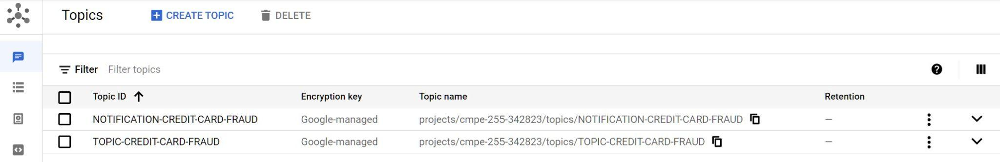 Topics CREATE TOPIC DELETE
Filter Filter topics
Topic ID Encryption key Topic name Retention
NOTIFICATION-CREDIT-CARD-FRAUD Google-managed projects/cmpe-255-342823/topics/NOTIFICATION-CREDIT-CARD-FRAUD —
TOPIC-CREDIT-CARD-FRAUD Google-managed projects/cmpe-255-342823/topics/TOPIC-CREDIT-CARD-FRAUD —